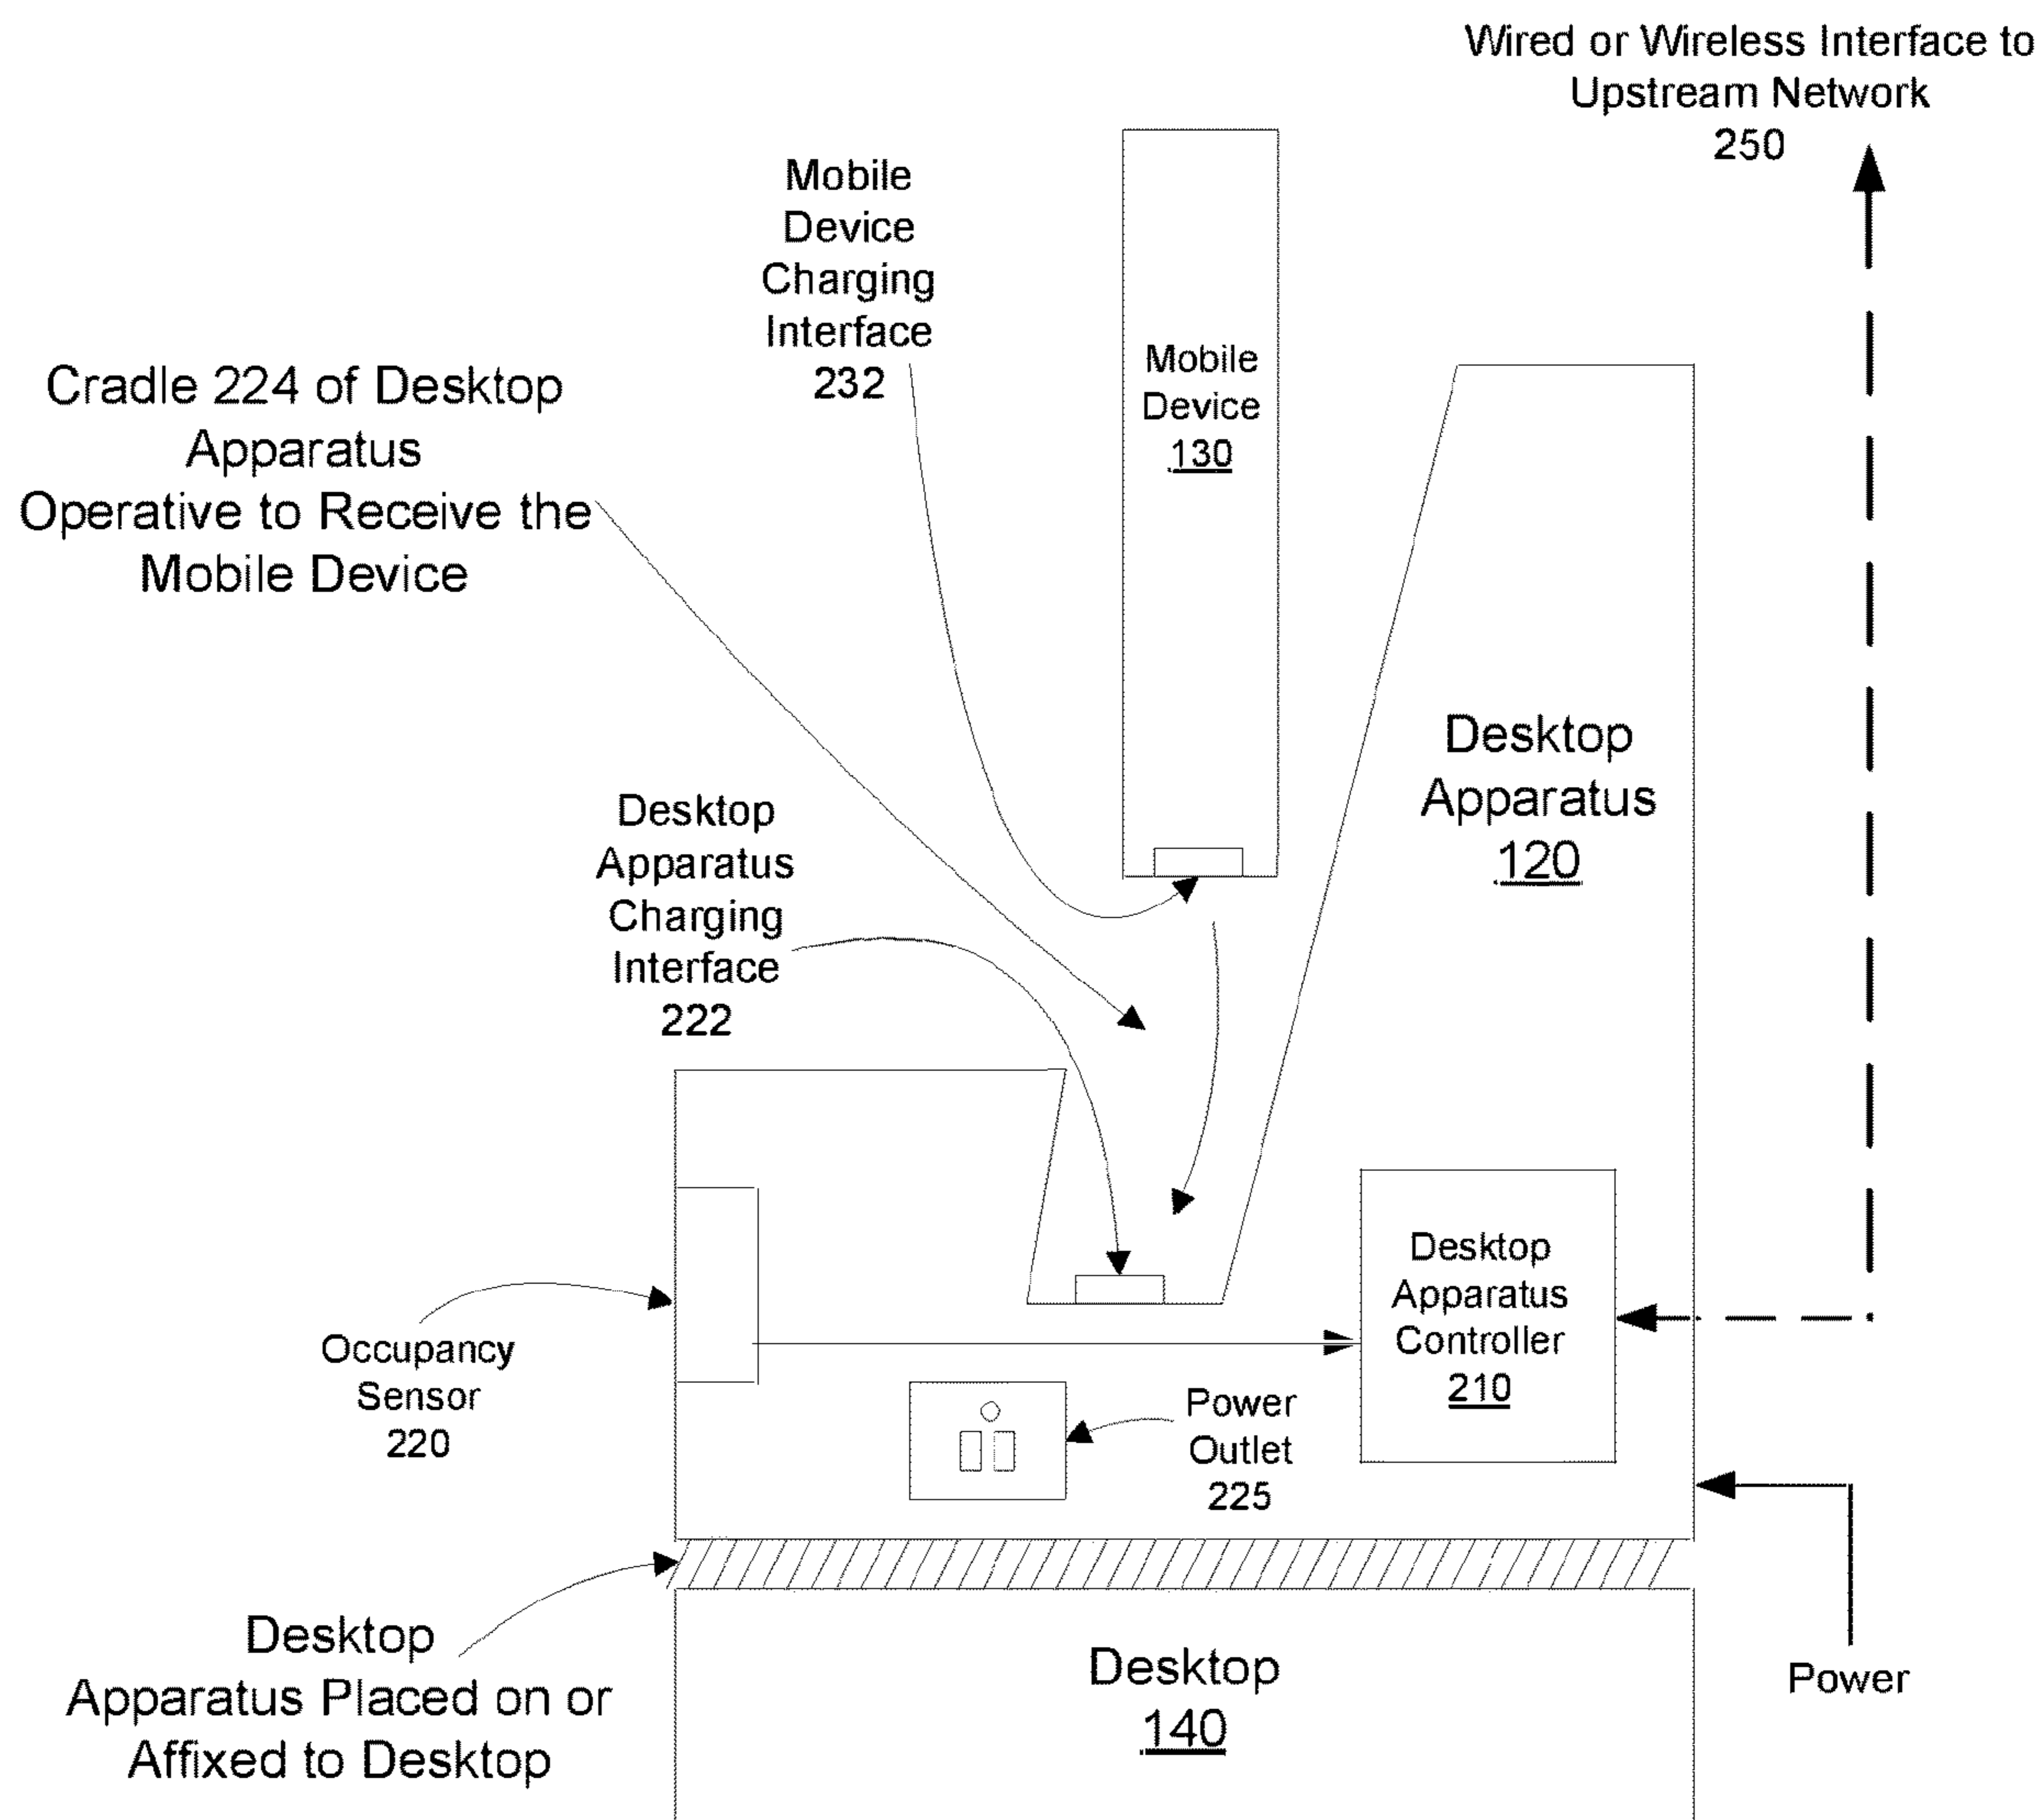 Wired or Wireless Interface to
Upstream Network
250
Mobile
Device
Charging
Interface
232
Mobile
Device
130
Cradle 224 of Desktop
Apparatus
Operative to Receive the
Mobile Device
Desktop
Apparatus
120
Desktop
Apparatus
Charging
Interface
222
Desktop
Apparatus
Controller
210
Occupancy
Sensor
220
Power
Outlet
225
Desktop
Apparatus Placed on or
Affixed to Desktop
Desktop
140
Power